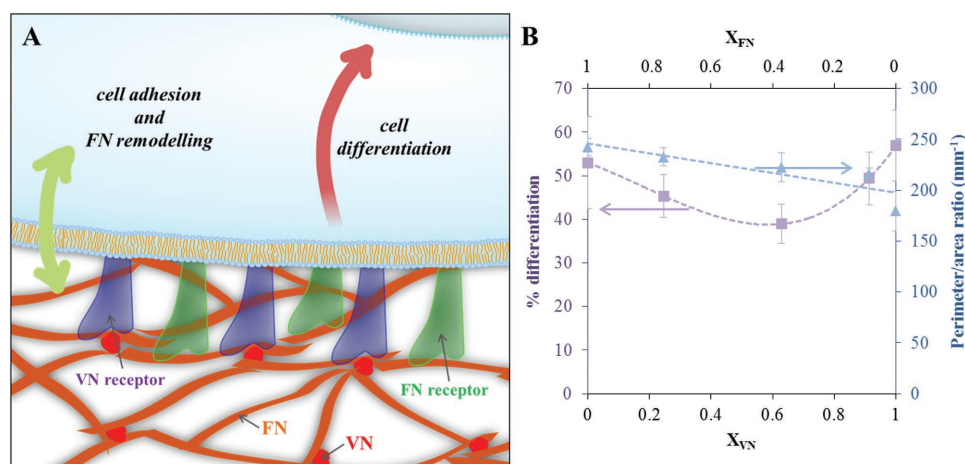 A
cell adhesion
and
FN remodelling
cell
differentiation
VN receptor
FN receptor
FN
VN
B
X_FN
1 0.8 0.6 0.4 0.2 0
70
60
50
40
30
20
10
0
% differentiation
300
250
200
150
100
50
0
Perimeter/area ratio (mm⁻¹)
0 0.2 0.4 0.6 0.8 1
X_VN